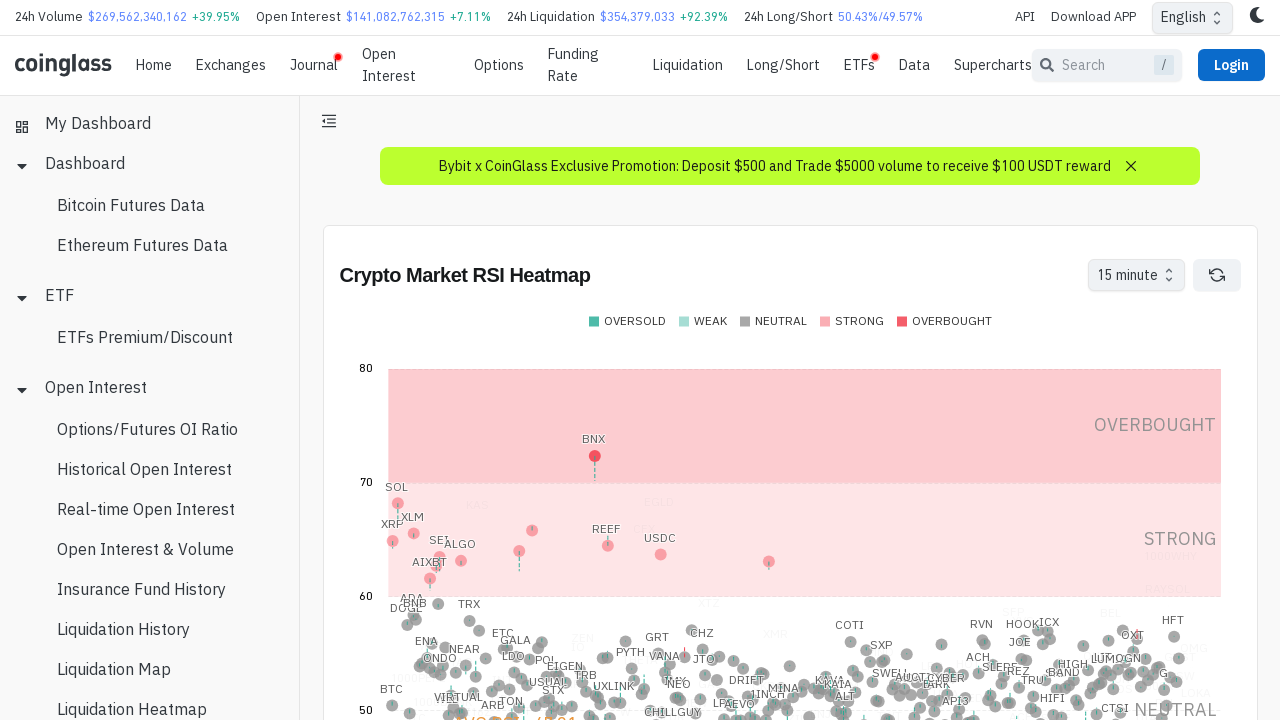 24h Volume $269,562,340,162 +39.95% Open Interest $141,082,762,315 +7.11% 24h Liquidation $354,379,033 +92.39% 24h Long/Short 50.43%/49.57% API Download APP English
coinglass Home Exchanges Journal Open Interest Options Funding Rate Liquidation Long/Short ETFs Data Supercharts Search / Login
My Dashboard
Dashboard
Bitcoin Futures Data
Ethereum Futures Data
ETF
ETFs Premium/Discount
Open Interest
Options/Futures OI Ratio
Historical Open Interest
Real-time Open Interest
Open Interest & Volume
Insurance Fund History
Liquidation History
Liquidation Map
Liquidation Heatmap
Bybit x CoinGlass Exclusive Promotion: Deposit $500 and Trade $5000 volume to receive $100 USDT reward
Crypto Market RSI Heatmap 15 minute
OVERSOLD WEAK NEUTRAL STRONG OVERBOUGHT
80
OVERBOUGHT
BNX
70
SOL
XRP XLM REEF
STRONG
SEI ALGO USDC
AIXBT
60
ADA
DOGE BNB TRX
HFT
COTI RVN HOOK ICX
ETC GRT CHZ OXT
ENA GALA JOE
NEAR LDO POL PYTH VANA JTO SXP ACH
ONDO EIGEN HIGH
TRB DRIFT SWELL BAND G
BTC USUAL UXLINK NEO KAIA CYBER
VIRTUAL STX MINA ALT HIFI
TON 1INCH API3
ARB CHILLGUY AEVO CTSI
50 NEUTRAL